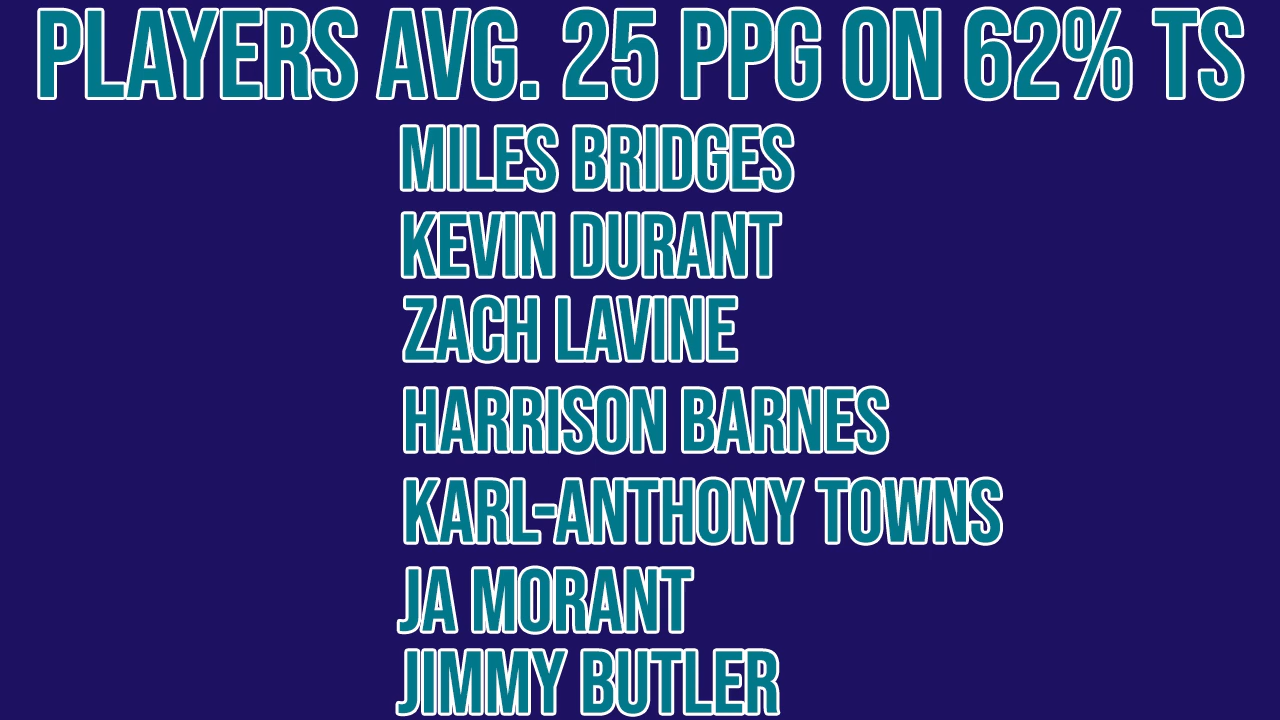 PLAYERS AVG. 25 PPG ON 62% TS
MILES BRIDGES
KEVIN DURANT
ZACH LAVINE
HARRISON BARNES
KARL-ANTHONY TOWNS
JA MORANT
JIMMY BUTLER